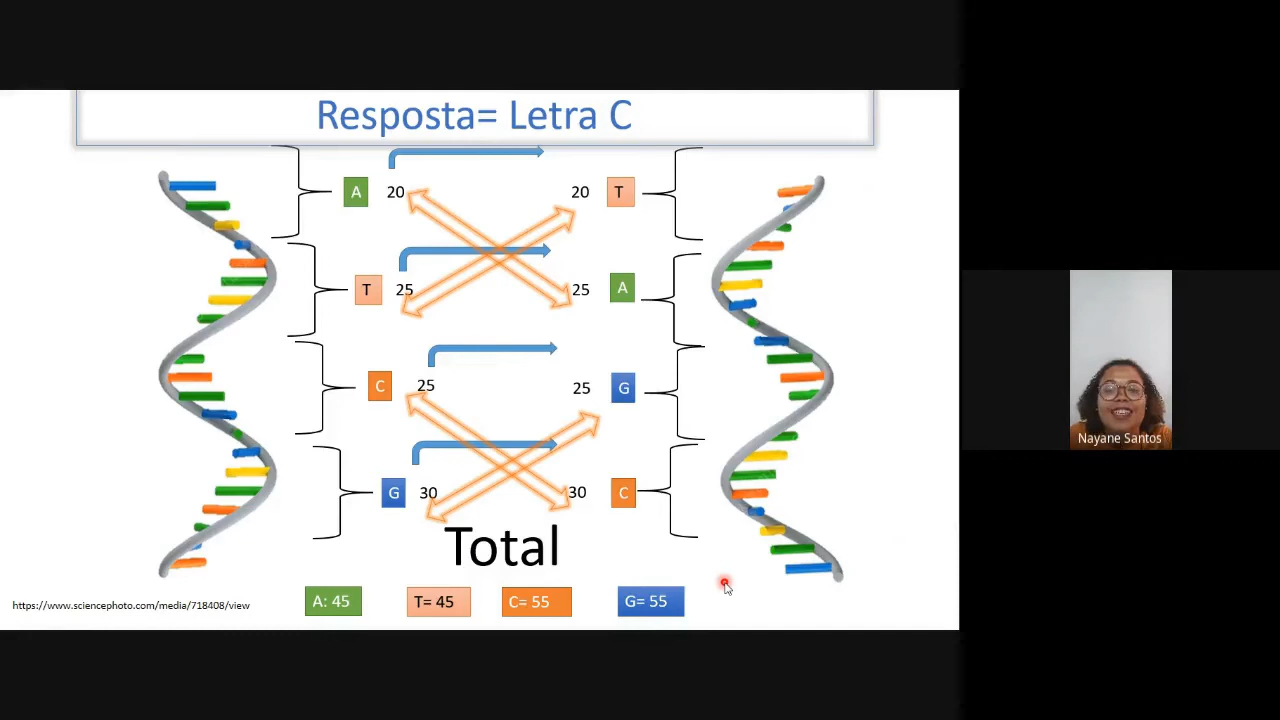 Resposta= Letra C
A 20 20 T
T 25 25 A
C 25 25 G
G 30 30 C
Total
A: 45 T= 45 C= 55 G= 55
https://www.sciencephoto.com/media/718408/view
Nayane Santos